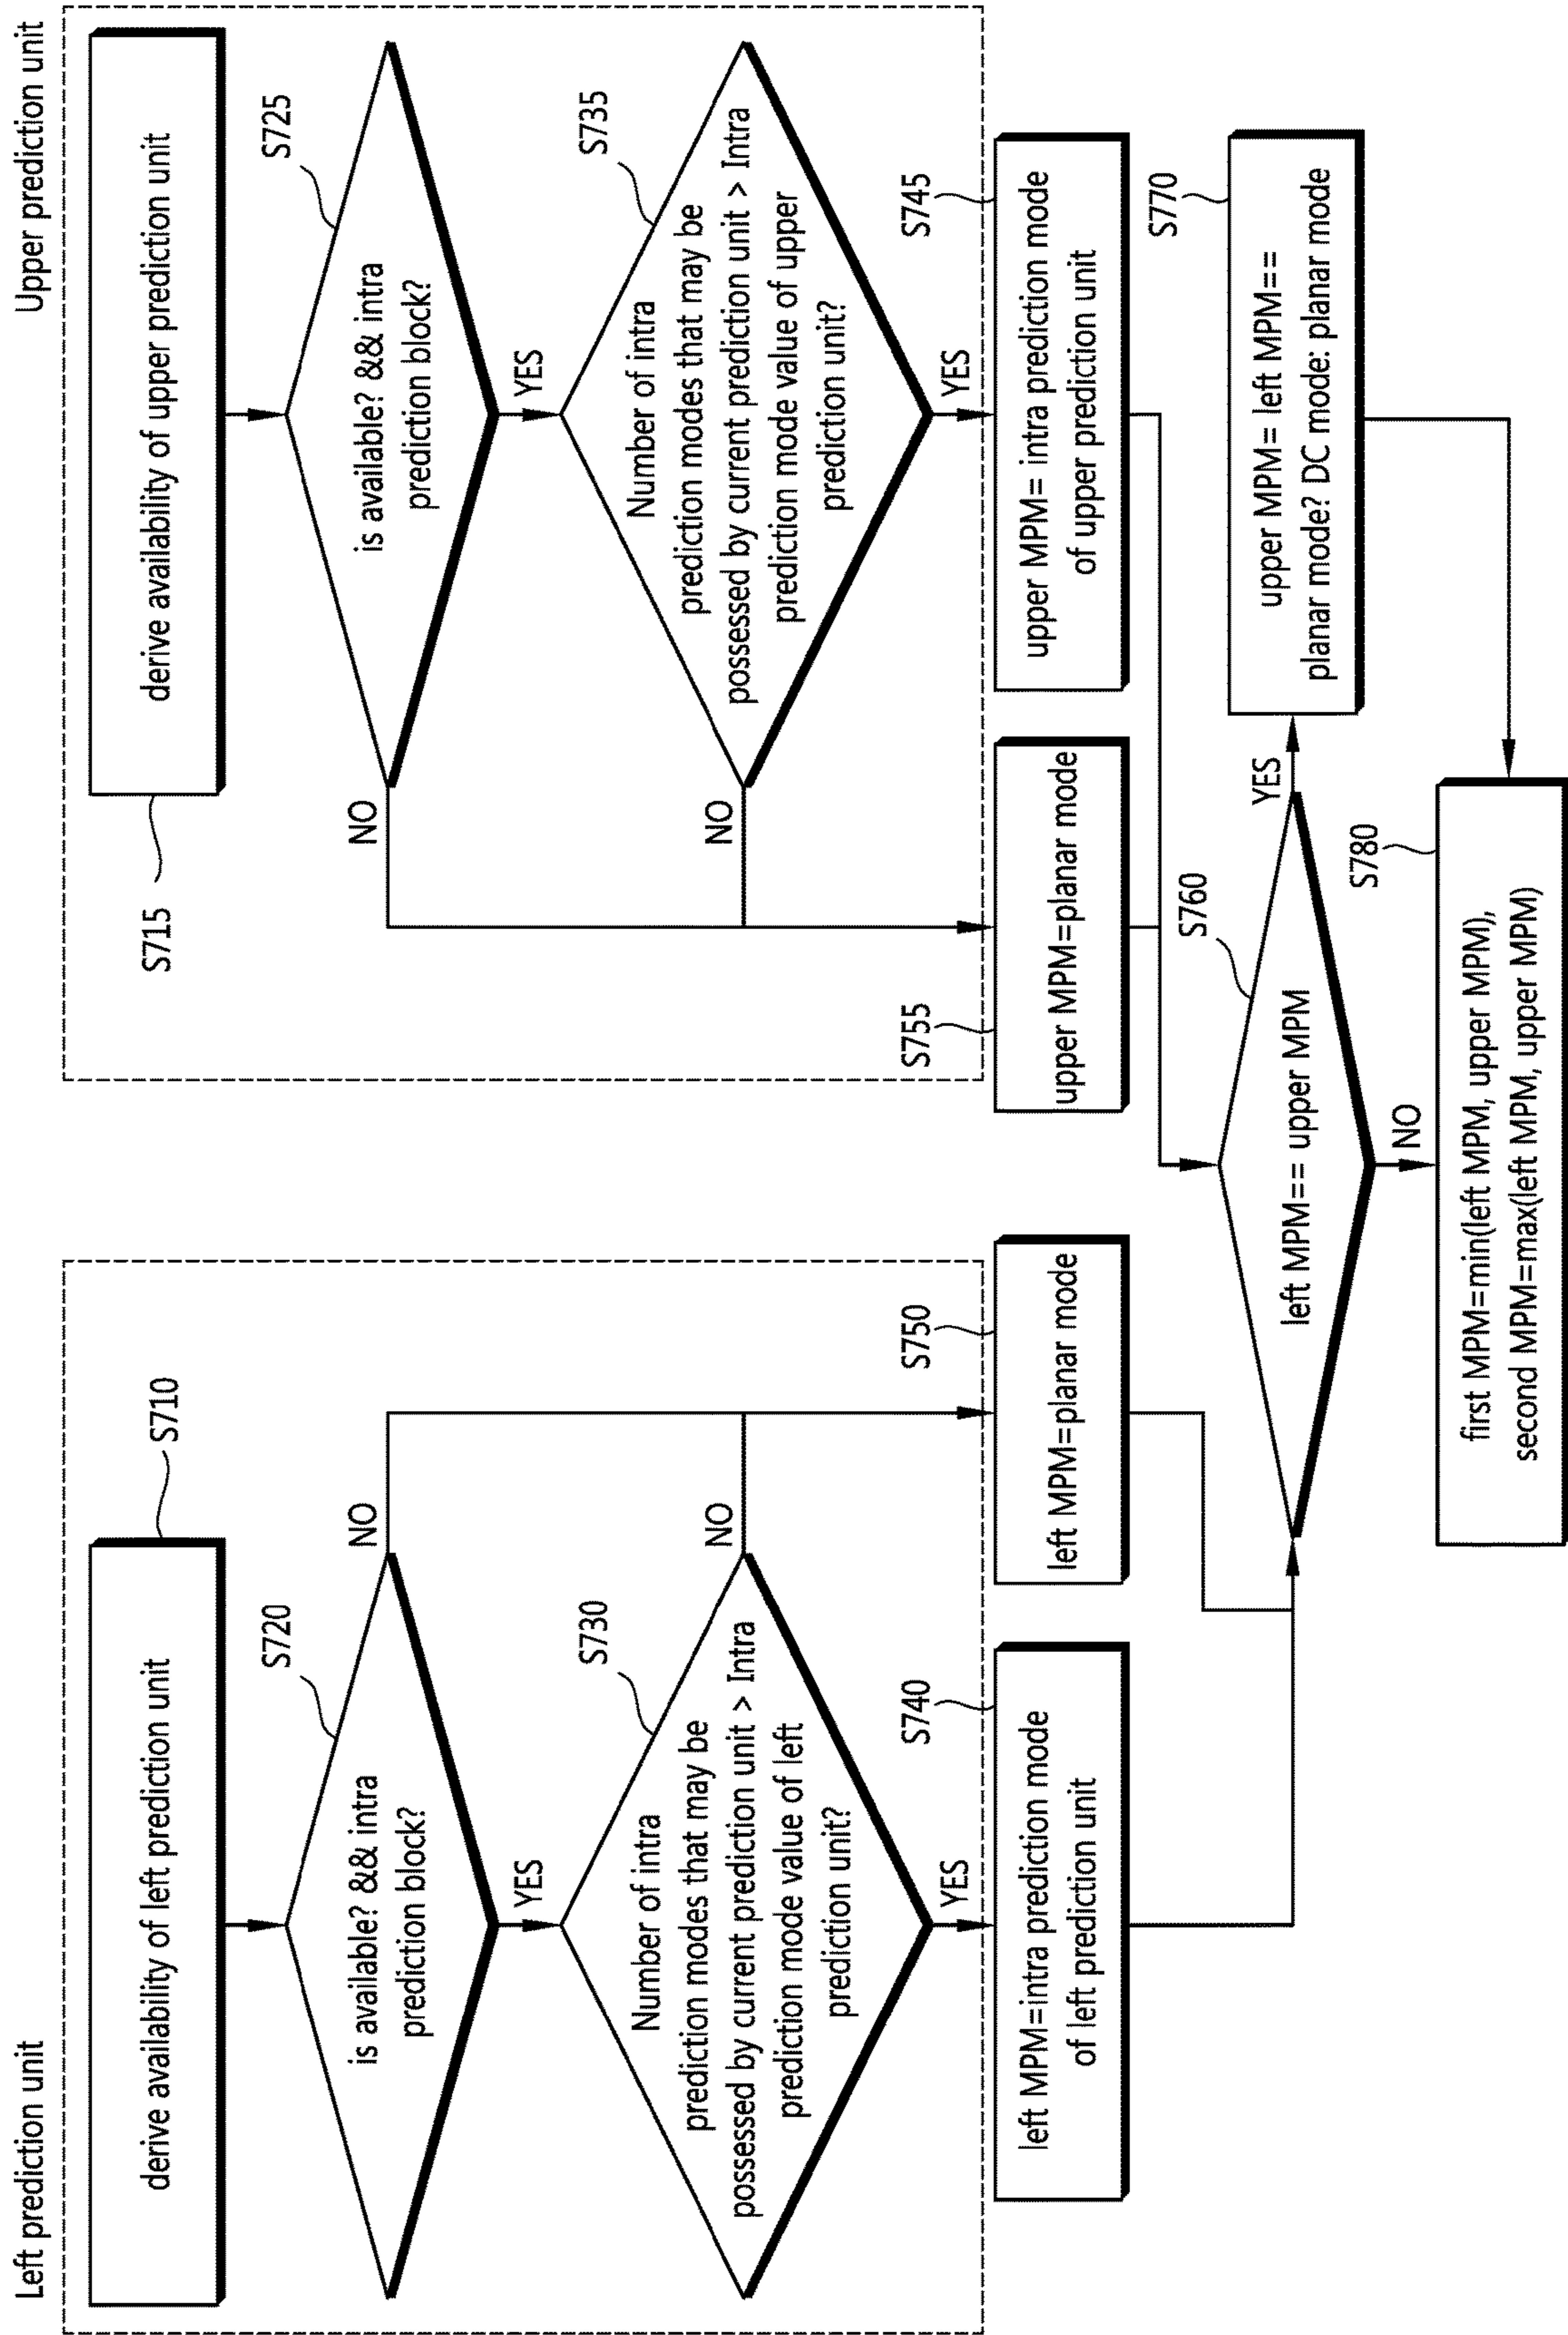 Left prediction unit
derive availability of left prediction unit
S710
is available? && intra
prediction block?
S720
NO
YES
Number of intra
prediction modes that may be
possessed by current prediction unit > Intra
prediction mode value of left
prediction unit?
S730
NO
YES
left MPM=intra prediction mode
of left prediction unit
S740
left MPM=planar mode
S750
Upper prediction unit
S715
derive availability of upper prediction unit
is available? && intra
prediction block?
S725
NO
YES
Number of intra
prediction modes that may be
possessed by current prediction unit > Intra
prediction mode value of upper
prediction unit?
S735
NO
YES
S755
upper MPM=planar mode
S745
upper MPM= intra prediction mode
of upper prediction unit
left MPM== upper MPM
S760
YES
NO
S770
upper MPM= left MPM==
planar mode? DC mode: planar mode
S780
first MPM=min(left MPM, upper MPM),
second MPM=max(left MPM, upper MPM)